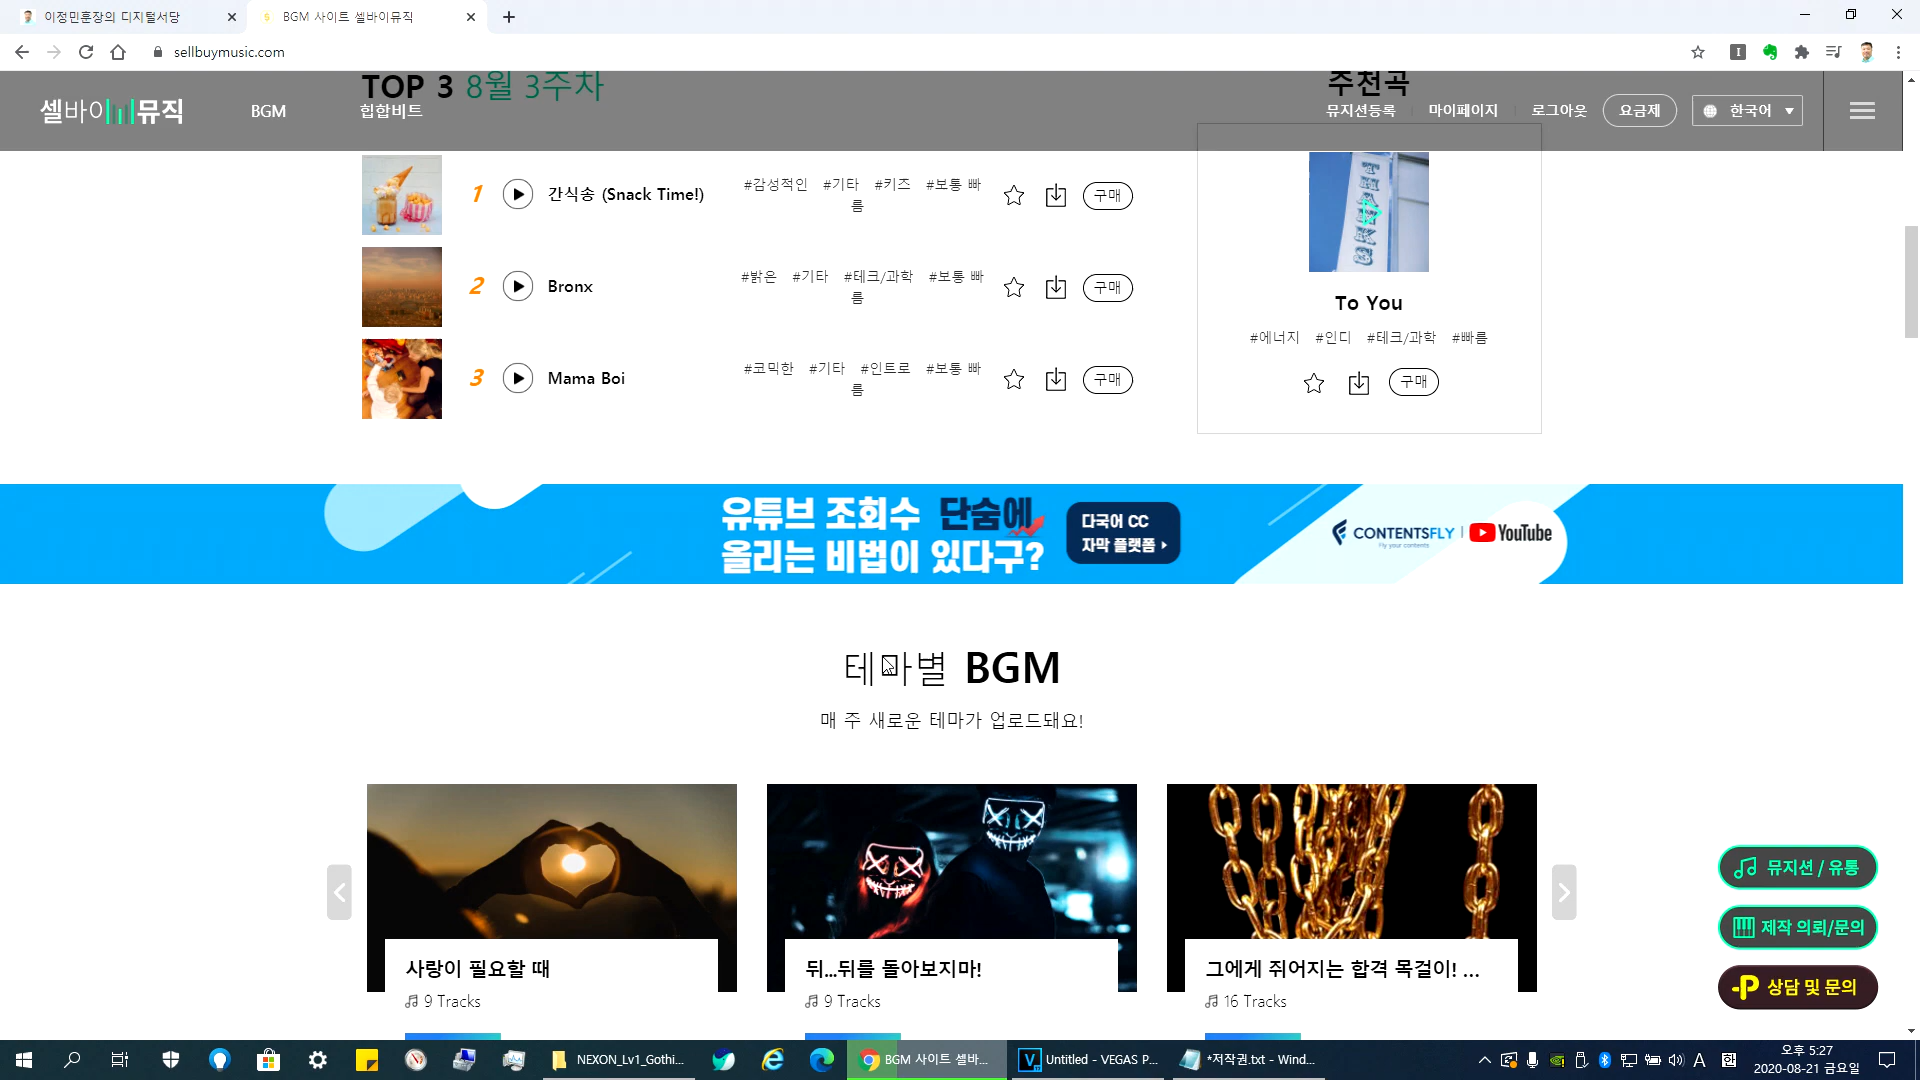 이정민훈장의 디지털서당
BGM 사이트 셀바이뮤직
sellbuymusic.com
TOP 3 8월 3주차
추천곡
셀바이뮤직
BGM
힙합비트
뮤지션등록
마이페이지
로그아웃
요금제
한국어
1 간식송 (Snack Time!) #감성적인 #기타 #키즈 #보통 빠
름
구매
2 Bronx #밝은 #기타 #테크/과학 #보통 빠
름
구매
3 Mama Boi #코믹한 #기타 #인트로 #보통 빠
름
구매
THANKS
To You
#에너지 #인디 #테크/과학 #빠름
구매
유튜브 조회수 단숨에
올리는 비법이 있다구?
다국어 CC
자막 플랫폼
CONTENTSFLY
Fly your contents
YouTube
테마별 BGM
매 주 새로운 테마가 업로드돼요!
사랑이 필요할 때
9 Tracks
뒤...뒤를 돌아보지마!
9 Tracks
그에게 쥐어지는 합격 목걸이! ...
16 Tracks
뮤지션 / 유통
제작 의뢰/문의
상담 및 문의
NEXON_Lv1_Gothi...
BGM 사이트 셀바...
Untitled - VEGAS P...
*저작권.txt - Wind...
A
한
오후 5:27
2020-08-21 금요일